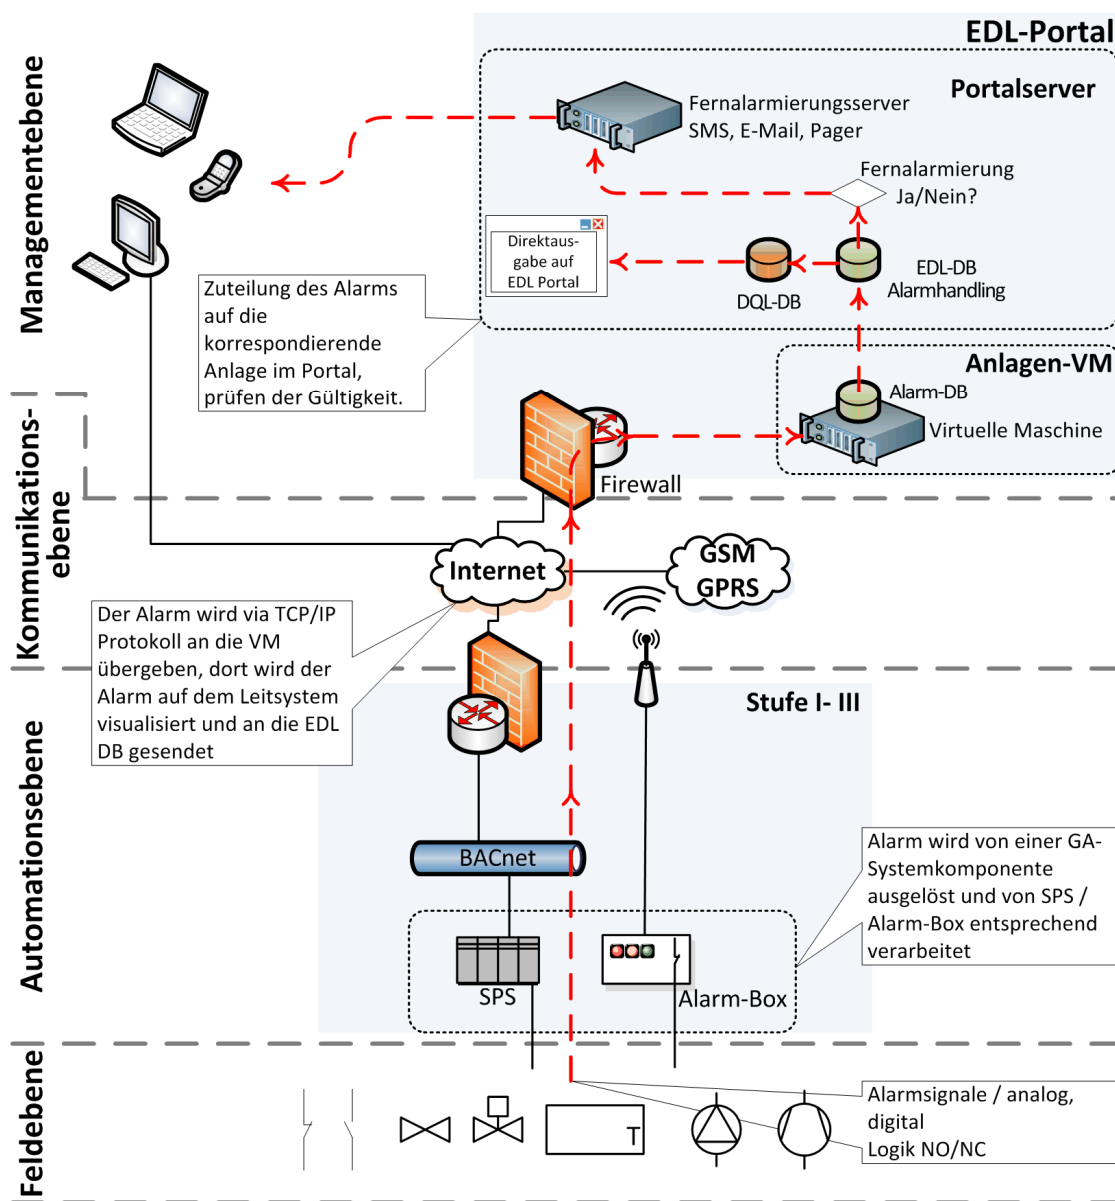 EDL-Portal
Portalserver
Fernalarmierungsserver
SMS, E-Mail, Pager
Fernalarmierung
Ja/Nein?
Direktaus-
gabe auf
EDL Portal
DQL-DB
EDL-DB
Alarmhandling
Managementebene
Zuteilung des Alarms
auf die
korrespondierende
Anlage im Portal,
prüfen der Gültigkeit.
Anlagen-VM
Alarm-DB
Virtuelle Maschine
Firewall
Kommunikations-
ebene
Internet
GSM
GPRS
Der Alarm wird via TCP/IP
Protokoll an die VM
übergeben, dort wird der
Alarm auf dem Leitsystem
visualisiert und an die EDL
DB gesendet
Stufe I- III
Automationsebene
BACnet
Alarm wird von einer GA-
Systemkomponente
ausgelöst und von SPS /
Alarm-Box entsprechend
verarbeitet
SPS
Alarm-Box
Feldebene
T
Alarmsignale / analog,
digital
Logik NO/NC